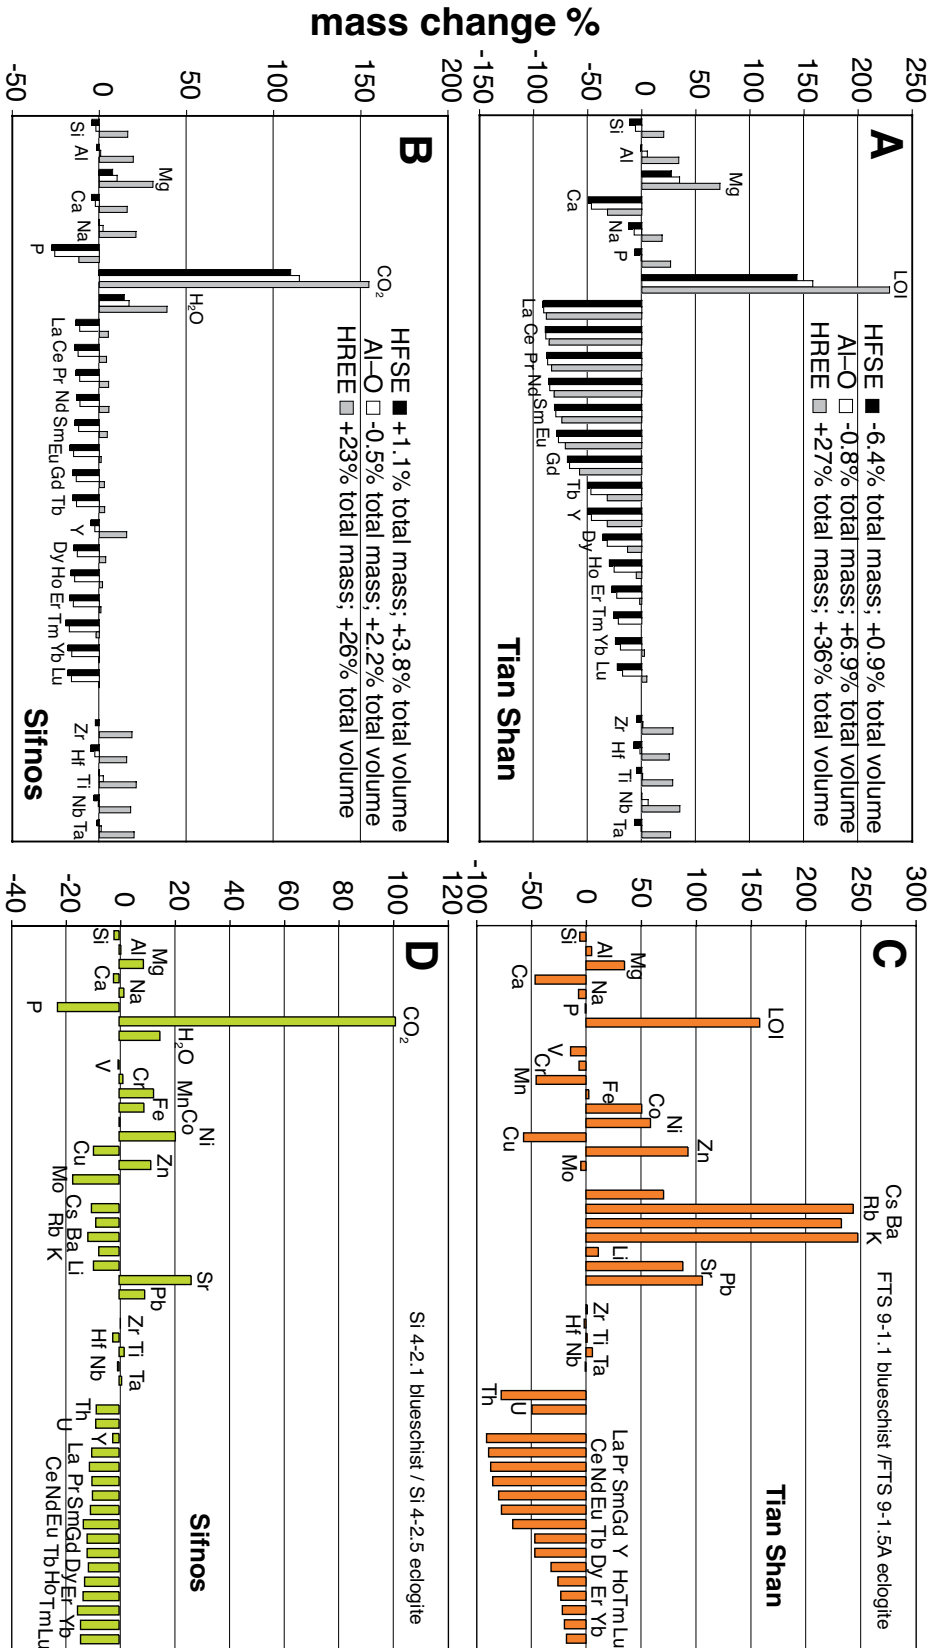 mass change %
A
250
200
150
100
50
0
-50
-100
-150
Si Al Mg Ca Na P LOI La Ce Pr Nd Sm Eu Gd Tb Y Dy Ho Er Tm Yb Lu Zr Hf Ti Nb Ta
HFSE -6.4% total mass; +0.9% total volume
Al–O -0.8% total mass; +6.9% total volume
HREE +27% total mass; +36% total volume
Tian Shan
B
200
150
100
50
0
-50
Si Al Mg Ca Na P CO₂ H₂O La Ce Pr Nd Sm Eu Gd Tb Y Dy Ho Er Tm Yb Lu Zr Hf Ti Nb Ta
HFSE +1.1% total mass; +3.8% total volume
Al–O -0.5% total mass; +2.2% total volume
HREE +23% total mass; +26% total volume
Sifnos
C
300
250
200
150
100
50
0
-50
-100
FTS 9-1.1 blueschist /FTS 9-1.5A eclogite
Tian Shan
Si Al Mg Ca Na P LOI V Cr Mn Fe Co Ni Cu Zn Mo Cs Ba Rb K Li Sr Pb
Zr Ti Ta
Hf Nb
Th U
La Pr Sm Gd Y Ho Tm Lu
Ce Nd Eu Tb Dy Er Yb
D
120
100
80
60
40
20
0
-20
-40
Si 4-2.1 blueschist / Si 4-2.5 eclogite
Sifnos
Si Al Mg Ca Na P CO₂ H₂O V Cr Mn Fe Co Ni Cu Zn Mo
Cs Ba Li
Rb K
Sr Pb
Zr Ti Ta
Hf Nb
Th U Y
La Pr Sm Gd Dy Er Yb
Ce Nd Eu Tb Ho Tm Lu